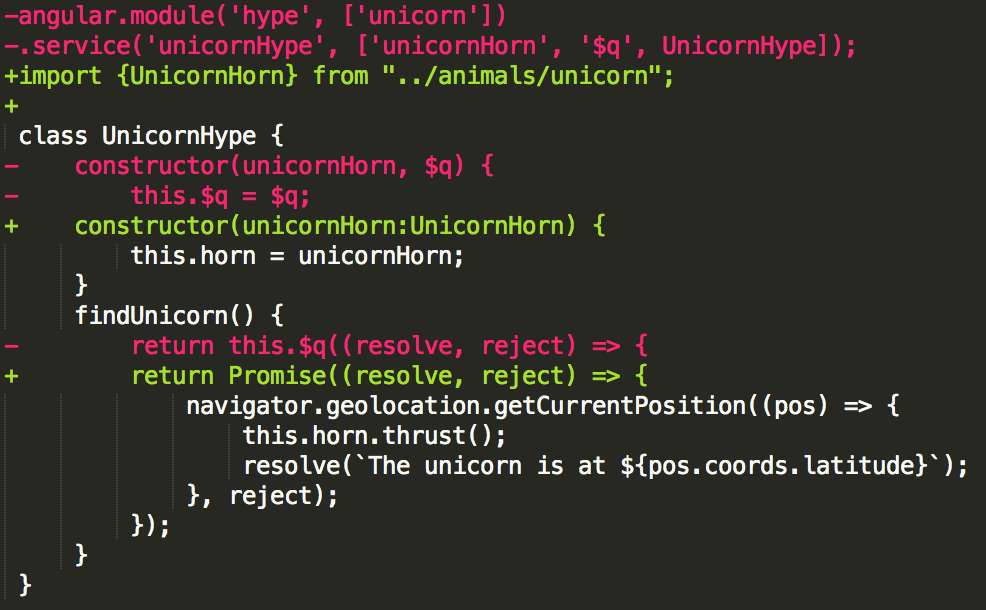 -angular.module('hype', ['unicorn'])
-.service('unicornHype', ['unicornHorn', '$q', UnicornHype]);
+import {UnicornHorn} from "../animals/unicorn";
+
 class UnicornHype {
-    constructor(unicornHorn, $q) {
-        this.$q = $q;
+    constructor(unicornHorn:UnicornHorn) {
         this.horn = unicornHorn;
     }
     findUnicorn() {
-        return this.$q((resolve, reject) => {
+        return Promise((resolve, reject) => {
             navigator.geolocation.getCurrentPosition((pos) => {
                 this.horn.thrust();
                 resolve(`The unicorn is at ${pos.coords.latitude}`);
             }, reject);
         });
     }
 }